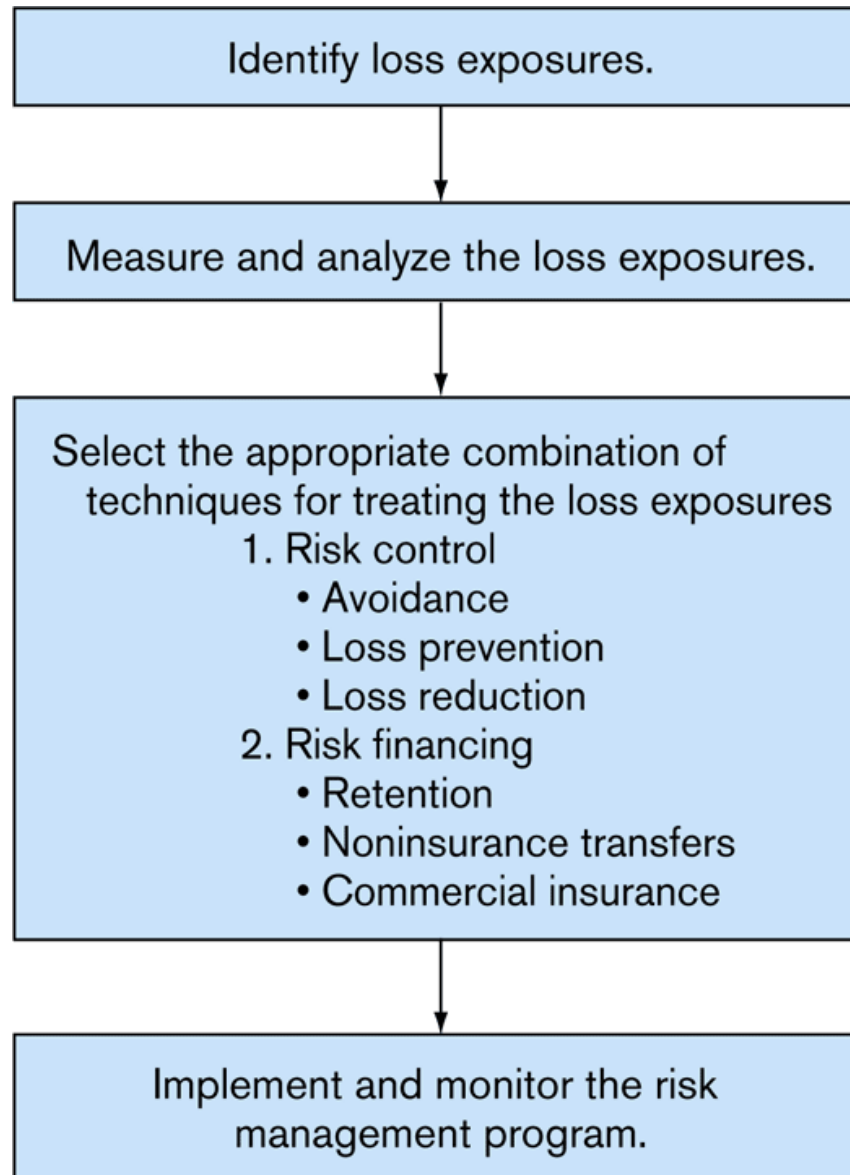 Identify loss exposures.
Measure and analyze the loss exposures.
Select the appropriate combination of
techniques for treating the loss exposures
1. Risk control
• Avoidance
• Loss prevention
• Loss reduction
2. Risk financing
• Retention
• Noninsurance transfers
• Commercial insurance
Implement and monitor the risk
management program.